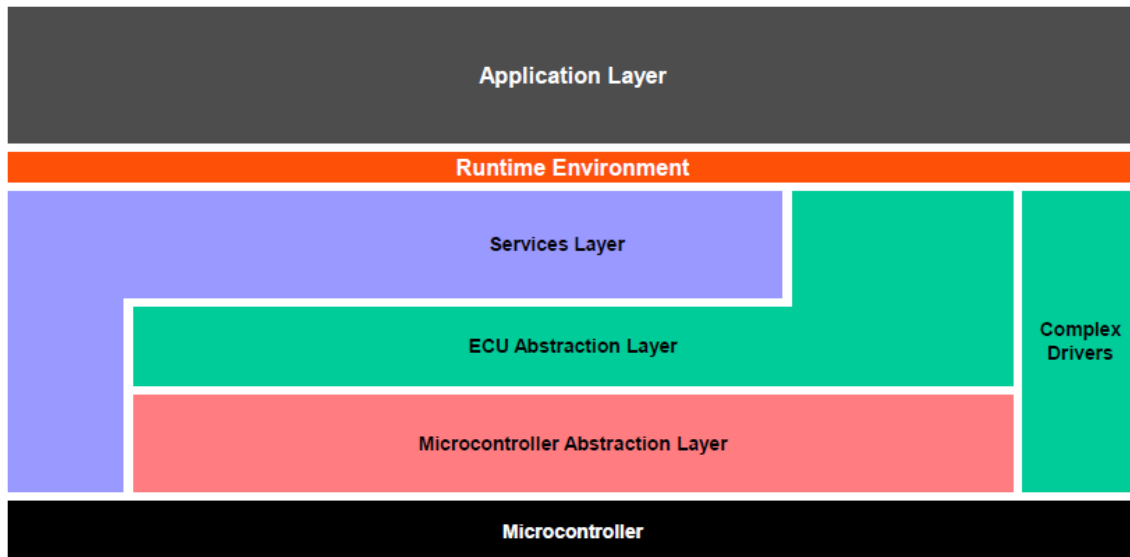 Application Layer
Runtime Environment
Services Layer
ECU Abstraction Layer
Complex
Drivers
Microcontroller Abstraction Layer
Microcontroller